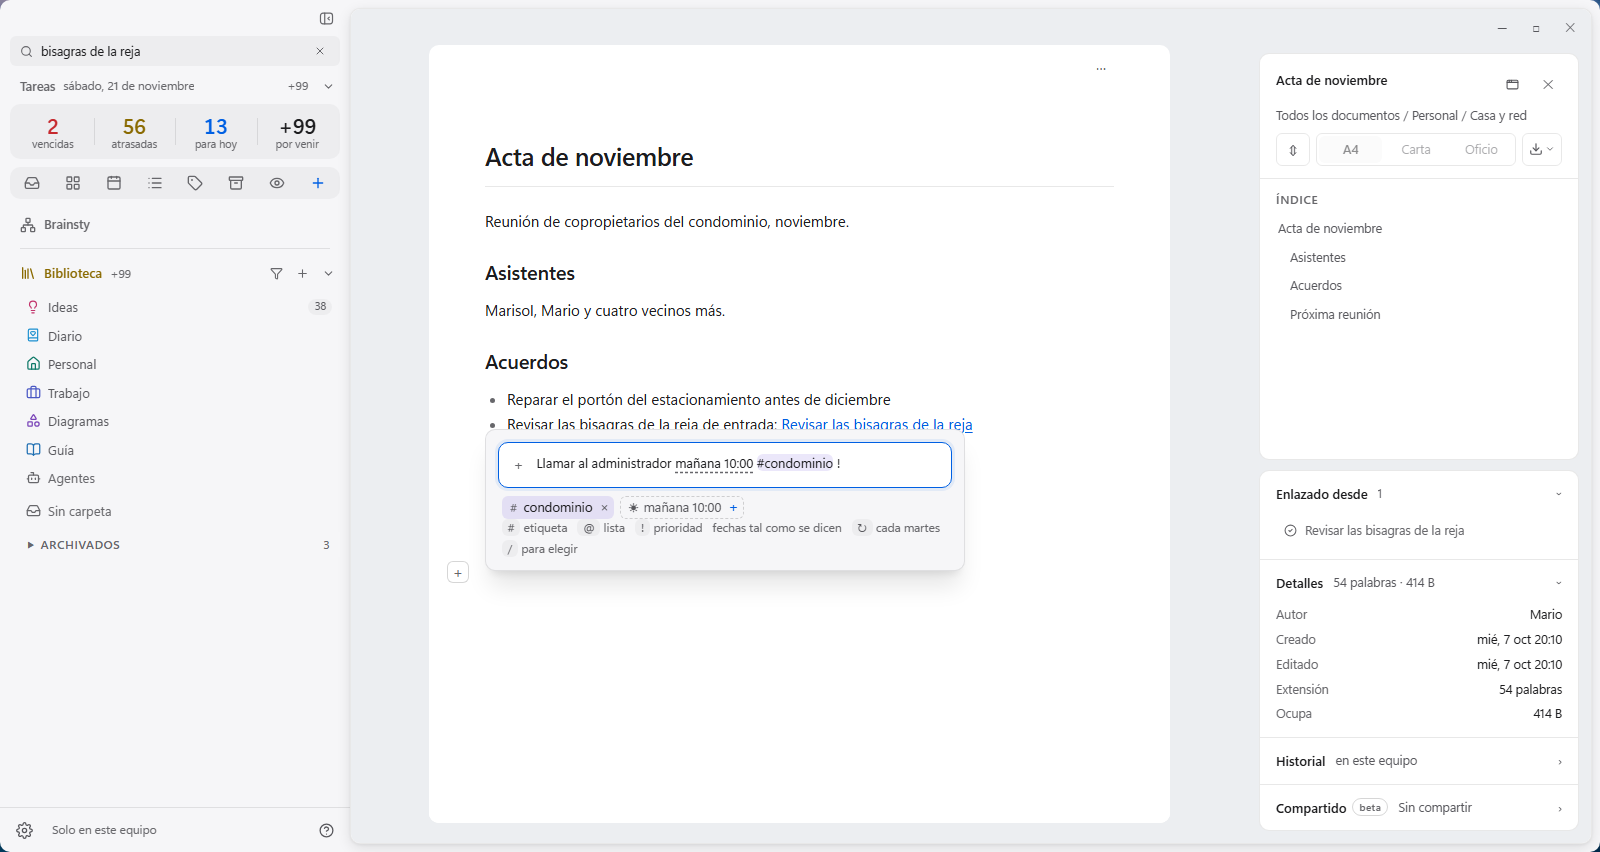 bisagras de la reja
Tareas sábado, 21 de noviembre +99
2 56 13 +99
vencidas atrasadas para hoy por venir
Brainsty
Biblioteca +99
Ideas 38
Diario
Personal
Trabajo
Diagramas
Guía
Agentes
Sin carpeta
ARCHIVADOS 3
Solo en este equipo
Acta de noviembre
Reunión de copropietarios del condominio, noviembre.
Asistentes
Marisol, Mario y cuatro vecinos más.
Acuerdos
Reparar el portón del estacionamiento antes de diciembre
Revisar las bisagras de la reja de entrada: Revisar las bisagras de la reja
+ Llamar al administrador mañana 10:00 #condominio !
# condominio × mañana 10:00 +
# etiqueta @ lista ! prioridad fechas tal como se dicen ↻ cada martes
/ para elegir
Acta de noviembre
Todos los documentos / Personal / Casa y red
A4 Carta Oficio
ÍNDICE
Acta de noviembre
Asistentes
Acuerdos
Próxima reunión
Enlazado desde 1
Revisar las bisagras de la reja
Detalles 54 palabras · 414 B
Autor Mario
Creado mié, 7 oct 20:10
Editado mié, 7 oct 20:10
Extensión 54 palabras
Ocupa 414 B
Historial en este equipo
Compartido beta Sin compartir